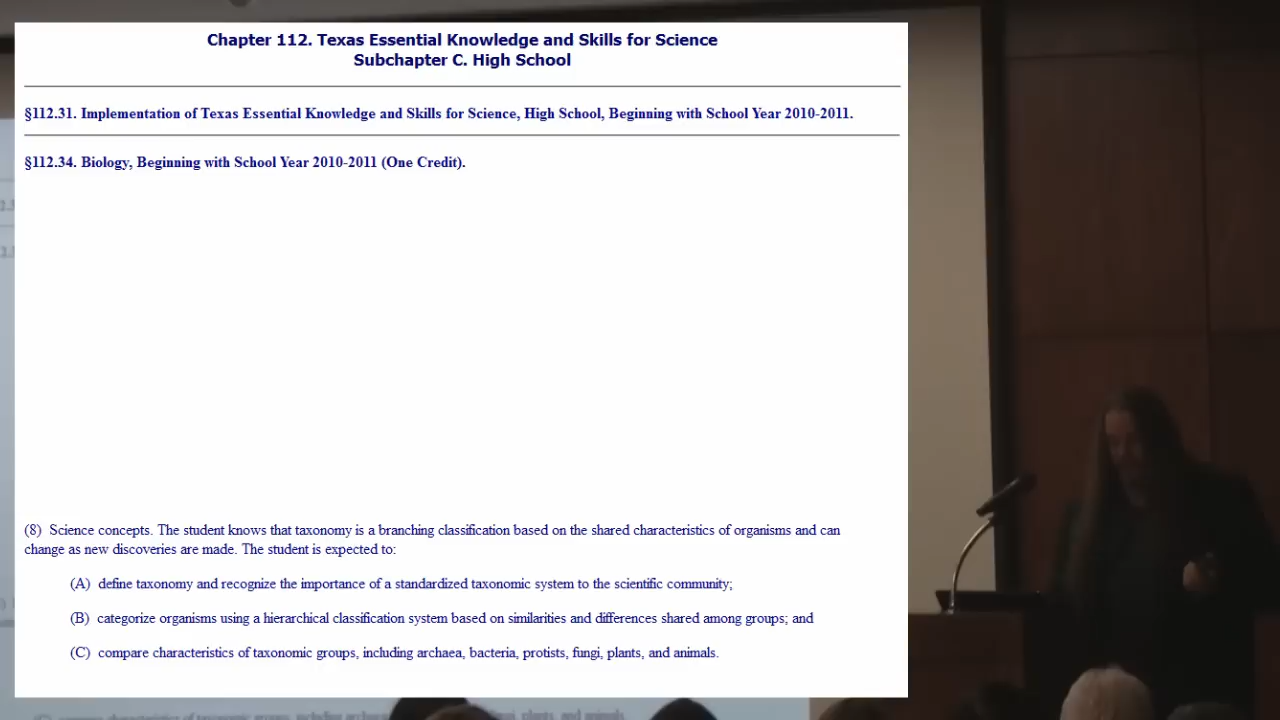 Chapter 112. Texas Essential Knowledge and Skills for Science
Subchapter C. High School
§112.31. Implementation of Texas Essential Knowledge and Skills for Science, High School, Beginning with School Year 2010-2011.
§112.34. Biology, Beginning with School Year 2010-2011 (One Credit).
(8) Science concepts. The student knows that taxonomy is a branching classification based on the shared characteristics of organisms and can
change as new discoveries are made. The student is expected to:
(A) define taxonomy and recognize the importance of a standardized taxonomic system to the scientific community;
(B) categorize organisms using a hierarchical classification system based on similarities and differences shared among groups; and
(C) compare characteristics of taxonomic groups, including archaea, bacteria, protists, fungi, plants, and animals.